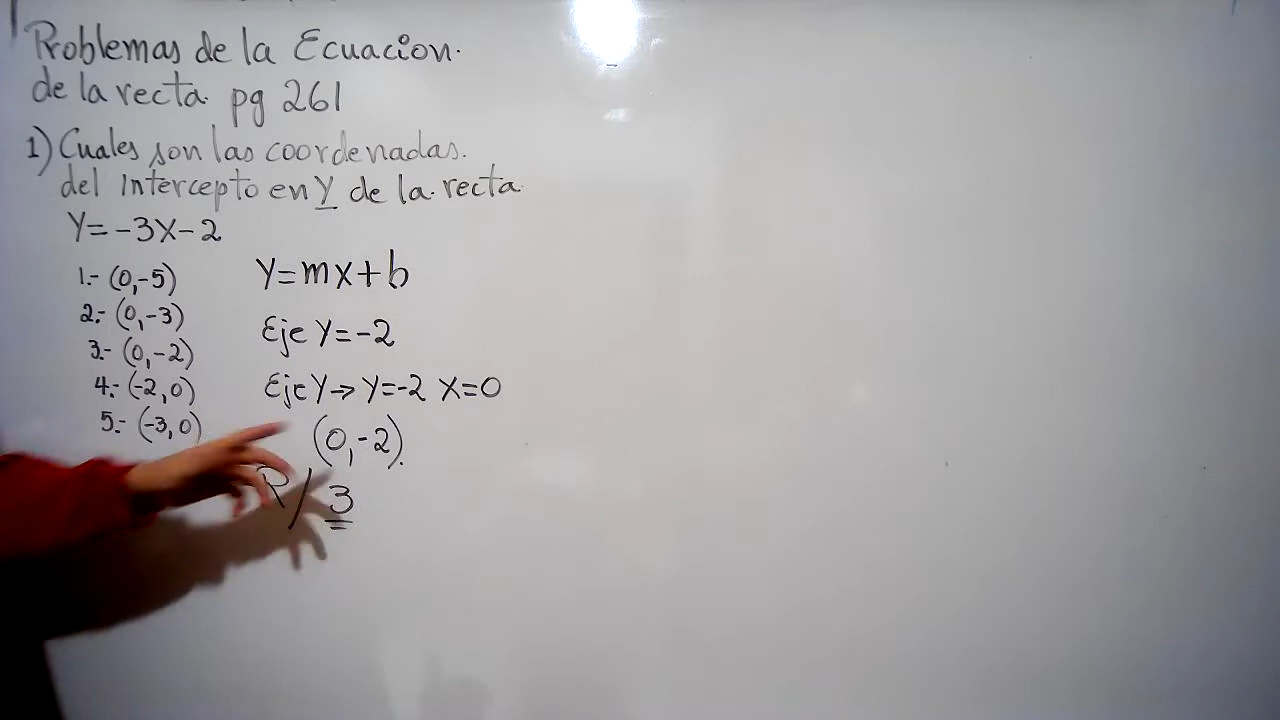 Problemas de la Ecuacion.
de la recta. pg 261
1) Cuales son las coordenadas.
del Intercepto en Y de la recta
Y=-3X-2
1.- (0,-5)
2.- (0,-3)
3.- (0,-2)
4.- (-2,0)
5.- (-3,0)
Y=mx+b
Eje Y=-2
Eje Y→ Y=-2 X=0
(0,-2).
R/3